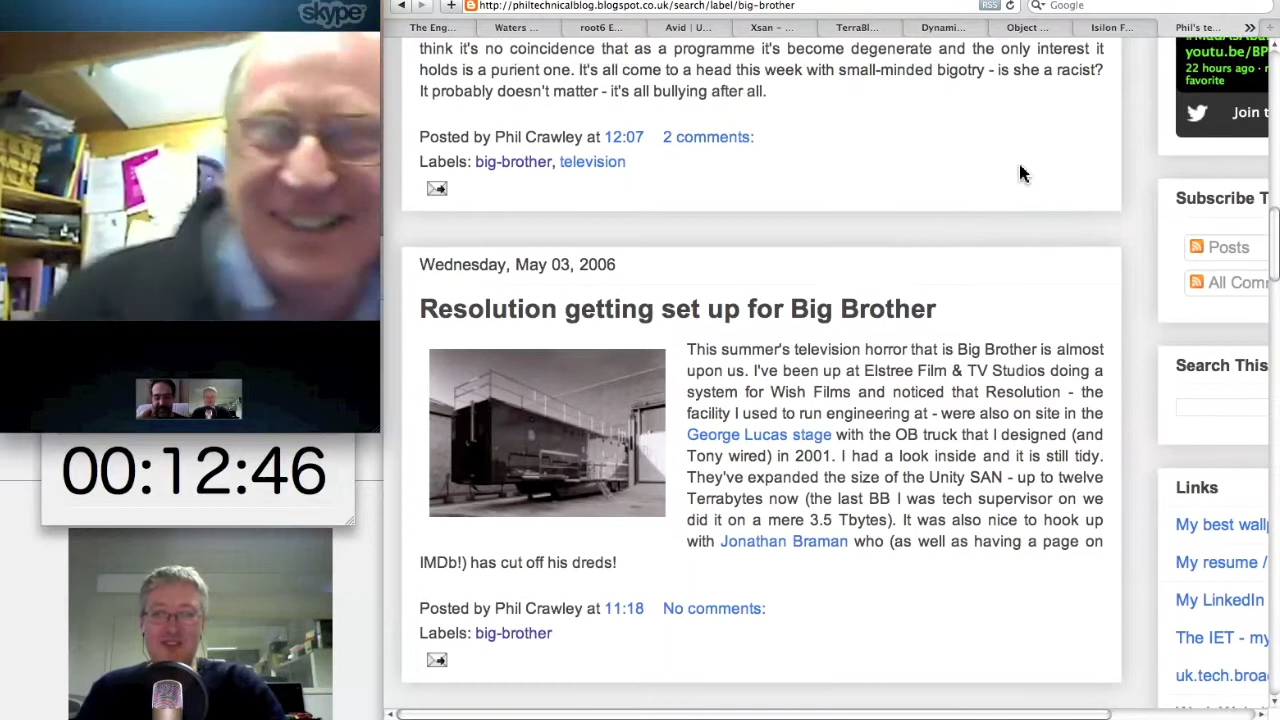 skype
http://philtechnicalblog.blogspot.co.uk/search/label/big-brother
RSS
Google
The Eng...
Waters ...
root6 E...
Avid | U...
Xsan – ...
TerraBl...
Dynami...
Object ...
Isilon F...
Phil's te...
think it's no coincidence that as a programme it's become degenerate and the only interest it
holds is a purient one. It's all come to a head this week with small-minded bigotry - is she a racist?
It probably doesn't matter - it's all bullying after all.
Posted by Phil Crawley at 12:07 2 comments:
Labels: big-brother, television
Wednesday, May 03, 2006
Resolution getting set up for Big Brother
This summer's television horror that is Big Brother is almost
upon us. I've been up at Elstree Film & TV Studios doing a
system for Wish Films and noticed that Resolution - the
facility I used to run engineering at - were also on site in the
George Lucas stage with the OB truck that I designed (and
Tony wired) in 2001. I had a look inside and it is still tidy.
They've expanded the size of the Unity SAN - up to twelve
Terrabytes now (the last BB I was tech supervisor on we
did it on a mere 3.5 Tbytes). It was also nice to hook up
with Jonathan Braman who (as well as having a page on
IMDb!) has cut off his dreds!
Posted by Phil Crawley at 11:18 No comments:
Labels: big-brother
youtu.be/BP
22 hours ago ·
favorite
Join t
Subscribe T
Posts
All Com
Search This
Links
My best wall
My resume /
My LinkedIn
The IET - my
uk.tech.broa
00:12:46